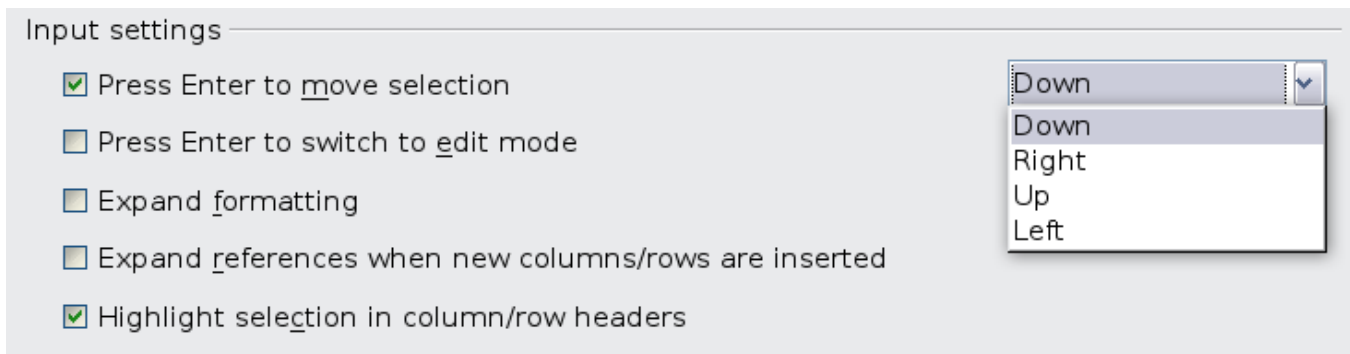 Input settings
Press Enter to move selection
Down
Down
Press Enter to switch to edit mode
Right
Expand formatting
Up
Left
Expand references when new columns/rows are inserted
Highlight selection in column/row headers